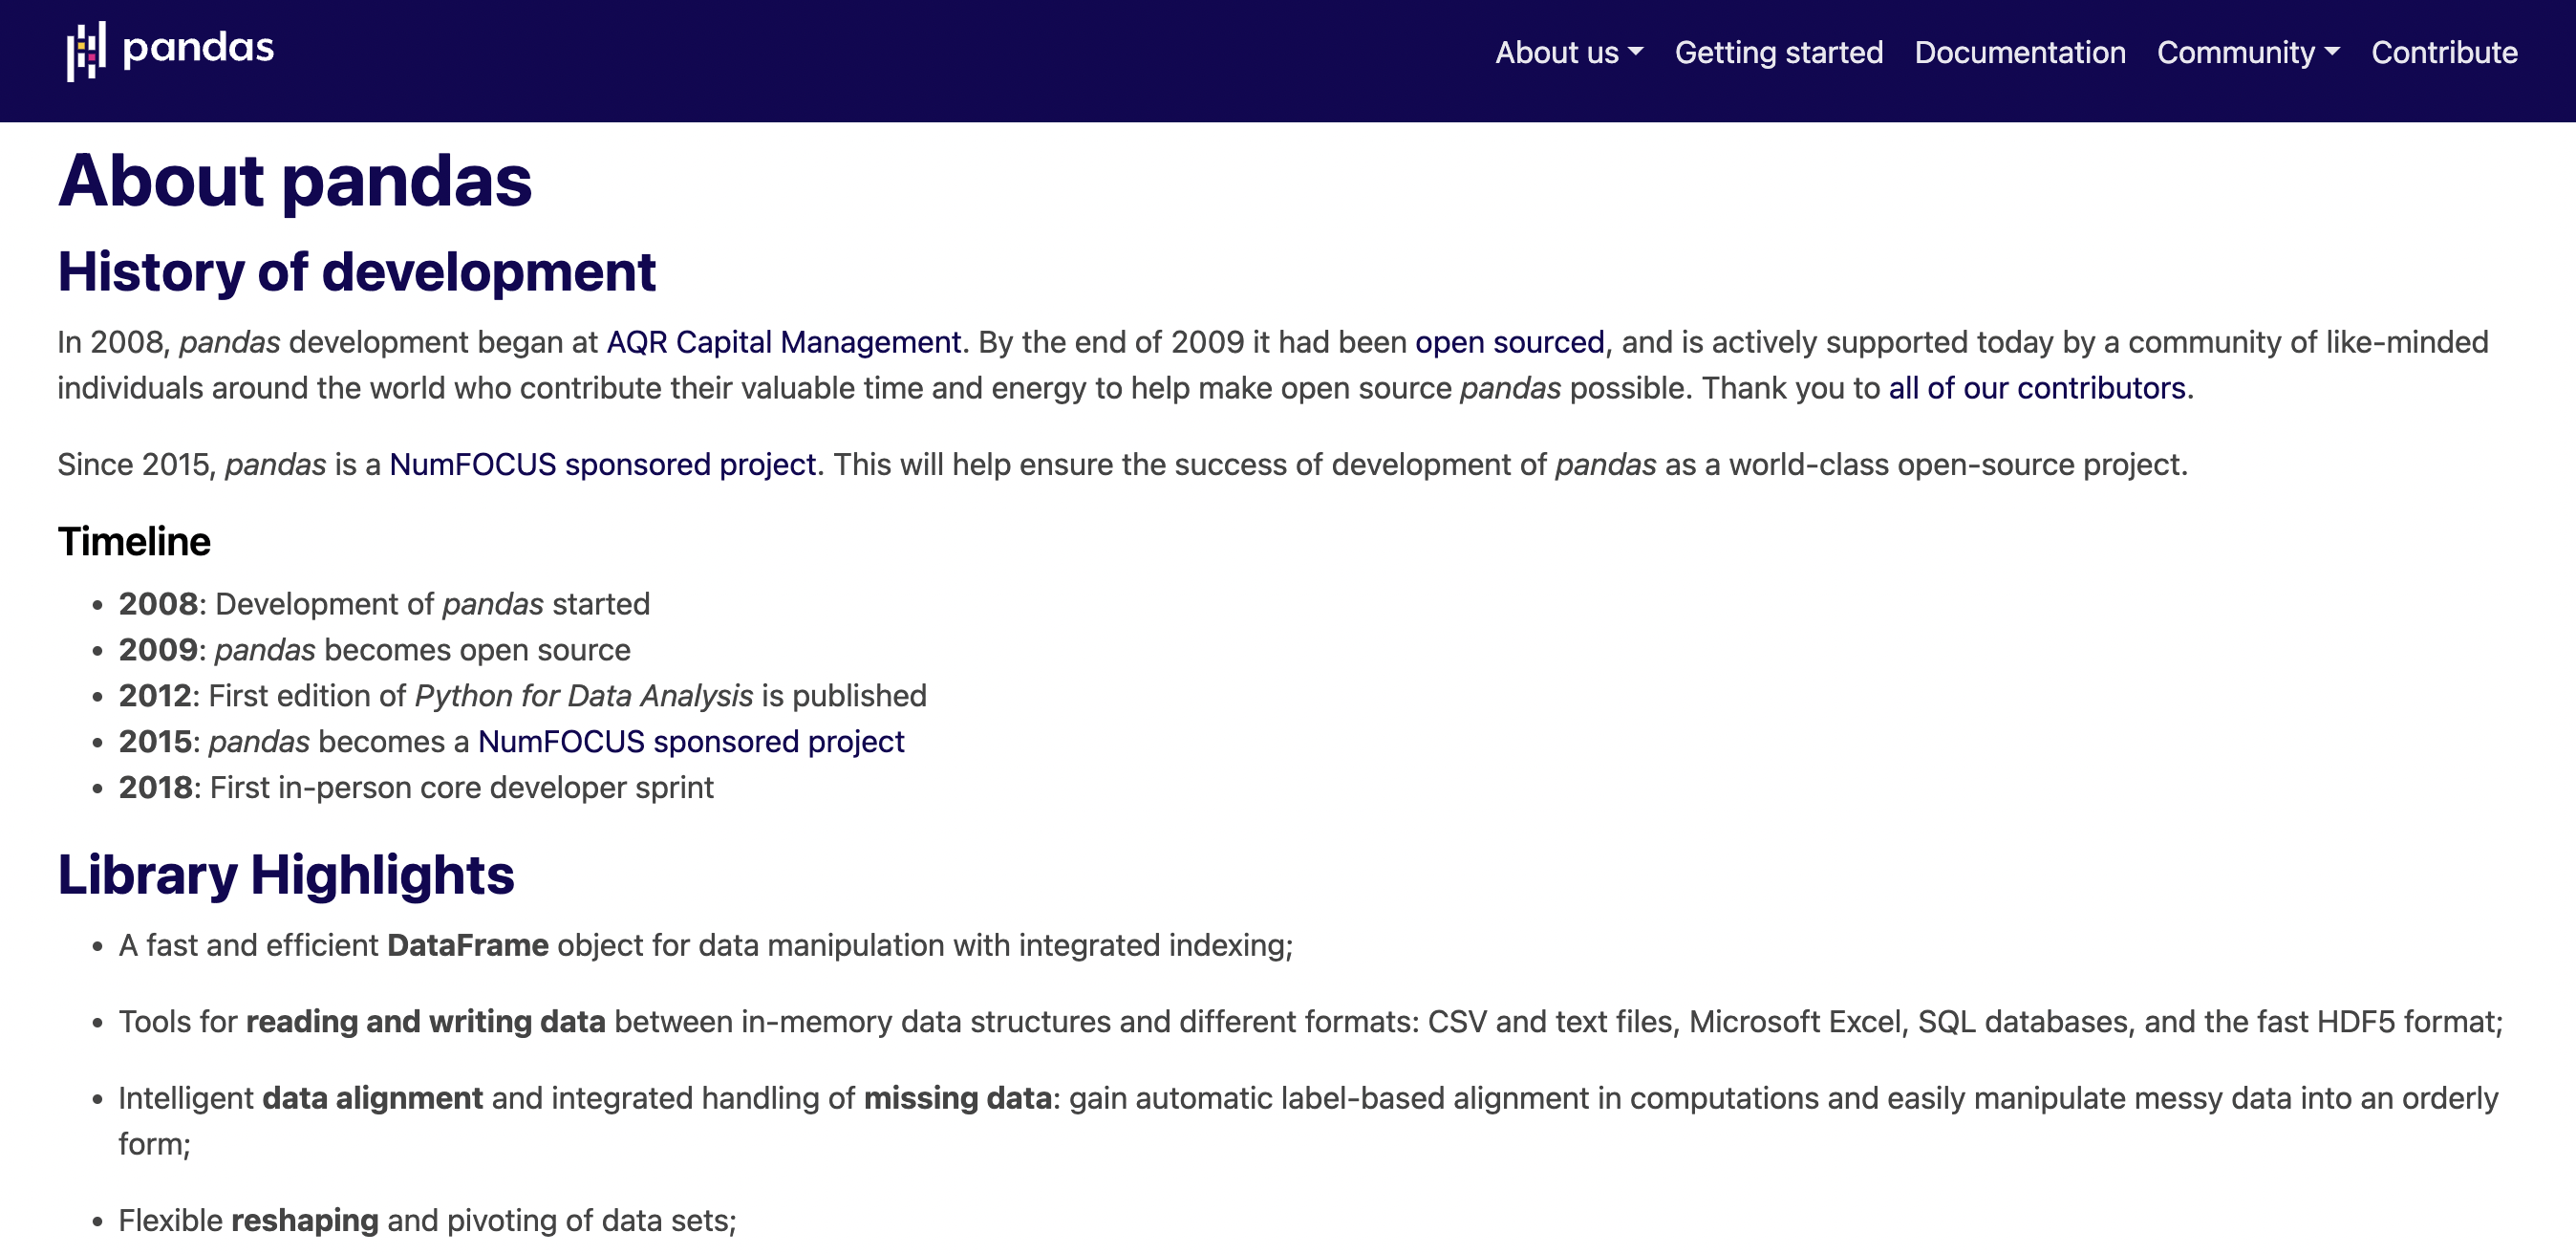 pandas
About us Getting started Documentation Community Contribute
About pandas
History of development
In 2008, pandas development began at AQR Capital Management. By the end of 2009 it had been open sourced, and is actively supported today by a community of like-minded
individuals around the world who contribute their valuable time and energy to help make open source pandas possible. Thank you to all of our contributors.
Since 2015, pandas is a NumFOCUS sponsored project. This will help ensure the success of development of pandas as a world-class open-source project.
Timeline
• 2008: Development of pandas started
• 2009: pandas becomes open source
• 2012: First edition of Python for Data Analysis is published
• 2015: pandas becomes a NumFOCUS sponsored project
• 2018: First in-person core developer sprint
Library Highlights
• A fast and efficient DataFrame object for data manipulation with integrated indexing;
• Tools for reading and writing data between in-memory data structures and different formats: CSV and text files, Microsoft Excel, SQL databases, and the fast HDF5 format;
• Intelligent data alignment and integrated handling of missing data: gain automatic label-based alignment in computations and easily manipulate messy data into an orderly
form;
• Flexible reshaping and pivoting of data sets;